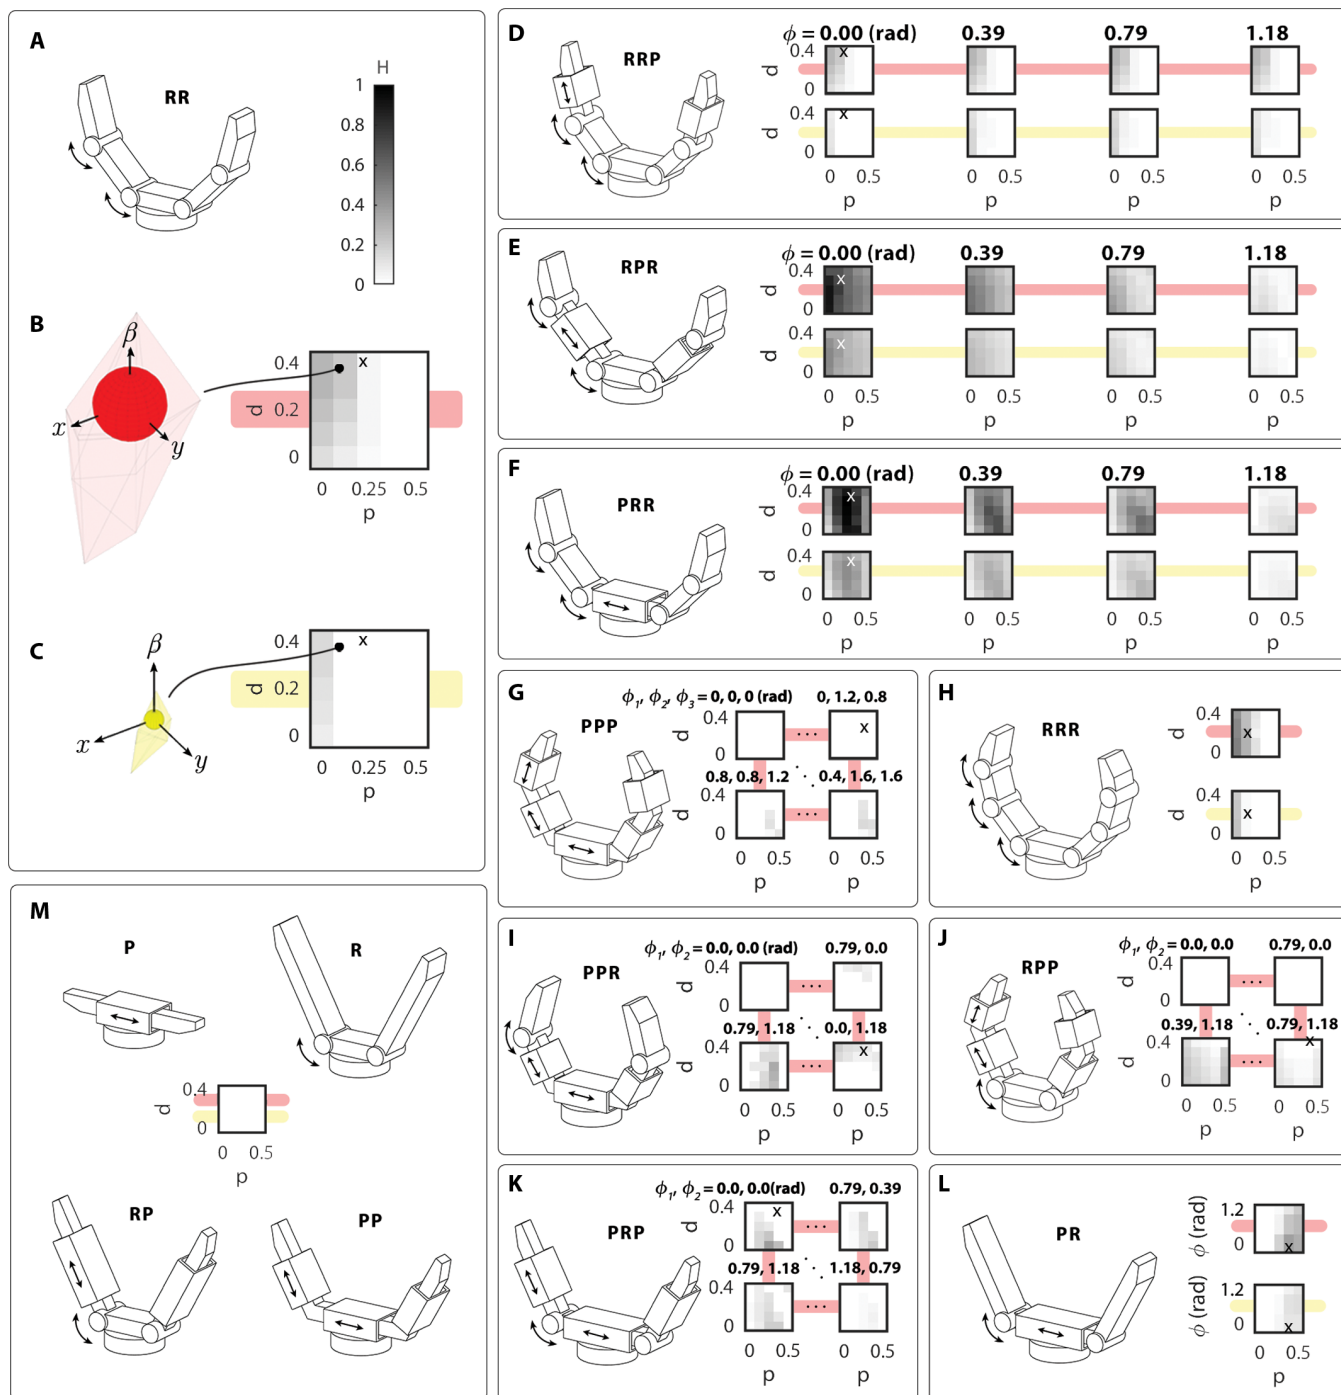 A
RR
H
1
0.8
0.6
0.4
0.2
0
B
β
x
y
0.4
d 0.2
0
x
0 0.25 0.5
p
C
β
x
y
0.4
d 0.2
0
x
0 0.25 0.5
p
D
RRP
ϕ = 0.00 (rad) 0.39 0.79 1.18
0.4
d
0
x
0.4
d
0
x
0 0.5 0 0.5 0 0.5 0 0.5
p p p p
E
RPR
ϕ = 0.00 (rad) 0.39 0.79 1.18
0.4
d
0
x
0.4
d
0
x
0 0.5 0 0.5 0 0.5 0 0.5
p p p p
F
PRR
ϕ = 0.00 (rad) 0.39 0.79 1.18
0.4
d
0
x
0.4
d
0
x
0 0.5 0 0.5 0 0.5 0 0.5
p p p p
G
PPP
ϕ1, ϕ2, ϕ3 = 0, 0, 0 (rad) 0, 1.2, 0.8
0.4
d
0
x
0.8, 0.8, 1.2 0.4, 1.6, 1.6
0.4
d
0
0 0.5 0 0.5
p p
H
RRR
0.4
d
0
x
0.4
d
0
x
0 0.5
p
I
PPR
ϕ1, ϕ2 = 0.0, 0.0 (rad) 0.79, 0.0
0.4
d
0
0.79, 1.18 0.0, 1.18
0.4
d
0
x
0 0.5 0 0.5
p p
J
RPP
ϕ1, ϕ2 = 0.0, 0.0 0.79, 0.0
0.4
d
0
0.39, 1.18 0.79, 1.18
0.4
d
0
x
0 0.5 0 0.5
p p
K
PRP
ϕ1, ϕ2 = 0.0, 0.0(rad) 0.79, 0.39
0.4
d
0
x
0.79, 1.18 1.18, 0.79
0.4
d
0
0 0.5 0 0.5
p p
L
PR
ϕ (rad)
1.2
0
x
ϕ (rad)
1.2
0
x
0 0.5
p
M
P
R
0.4
d
0
0 0.5
p
RP
PP